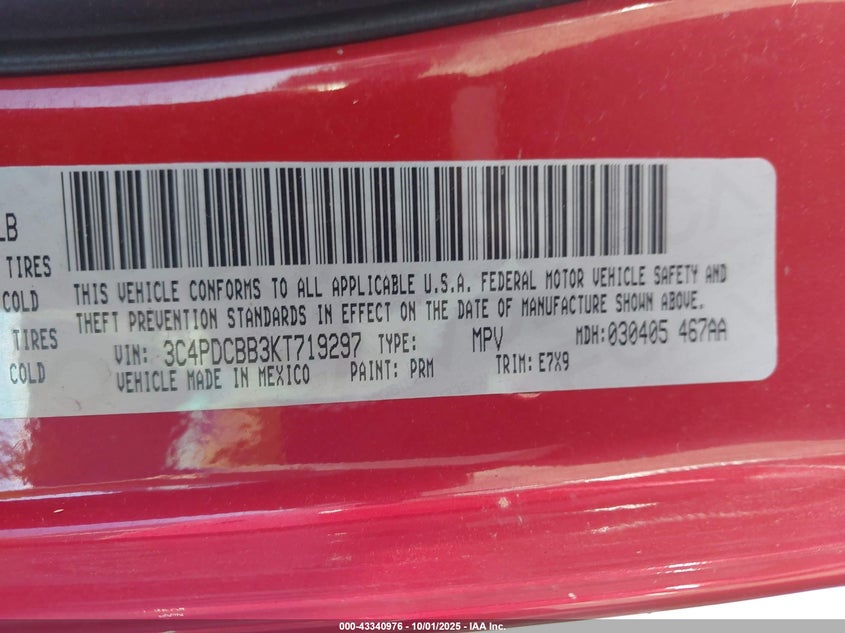 LB
TIRES
COLD
TIRES
COLD
THIS VEHICLE CONFORMS TO ALL APPLICABLE U.S.A. FEDERAL MOTOR VEHICLE SAFETY AND
THEFT PREVENTION STANDARDS IN EFFECT ON THE DATE OF MANUFACTURE SHOWN ABOVE.
VIN: 3C4PDCBB3KT719297 TYPE: MPV MDH:030405 467AA
VEHICLE MADE IN MEXICO PAINT: PRM TRIM: E7X9
000-43340976 - 10/01/2025 - IAA Inc.